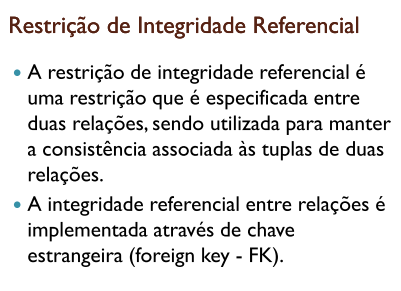 Restrição de Integridade Referencial
• A restrição de integridade referencial é
uma restrição que é especificada entre
duas relações, sendo utilizada para manter
a consistência associada às tuplas de duas
relações.
• A integridade referencial entre relações é
implementada através de chave
estrangeira (foreign key - FK).